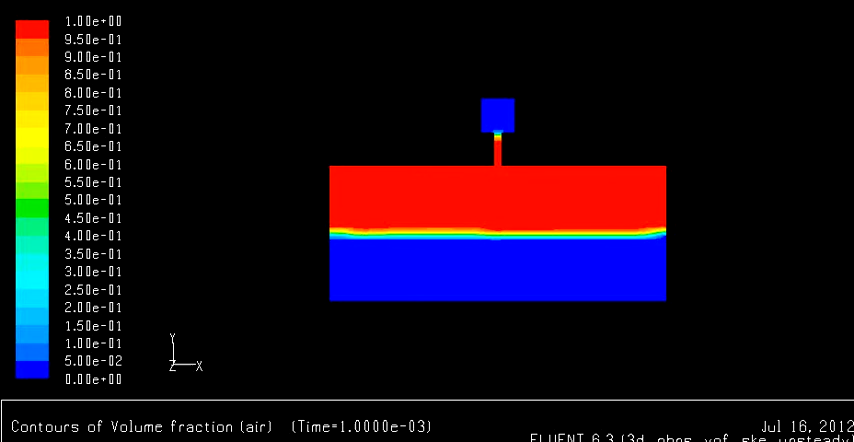 1.00e+00
9.50e-01
9.00e-01
8.50e-01
8.00e-01
7.50e-01
7.00e-01
6.50e-01
6.00e-01
5.50e-01
5.00e-01
4.50e-01
4.00e-01
3.50e-01
3.00e-01
2.50e-01
2.00e-01
1.50e-01
1.00e-01
5.00e-02
0.00e+00
Y
Z X
Contours of Volume fraction (air) (Time=1.0000e-03) Jul 16, 2012
FLUENT 6.3 (3d, pbns, vof, ske, unsteady)